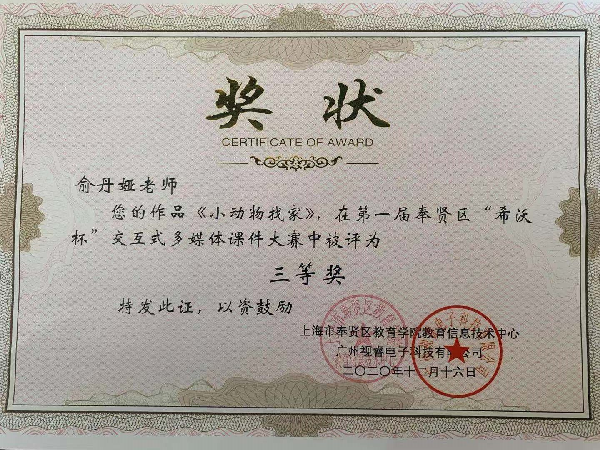 奖状
CERTIFICATE OF AWARD
俞丹娅老师
您的作品《小动物找家》，在第一届奉贤区“希沃
杯”交互式多媒体课件大赛中被评为
三等奖
特发此证，以资鼓励
上海市奉贤区教育学院教育信息技术中心
广州视睿电子科技有限公司
二〇二〇年十一月十六日